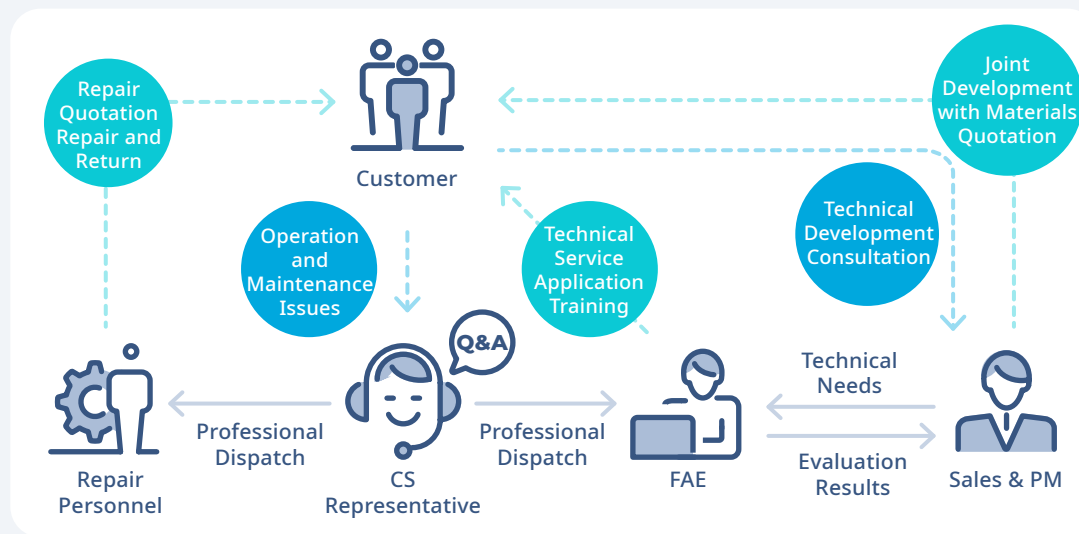 Repair
Quotation
Repair and
Return
Customer
Joint
Development
with Materials
Quotation
Operation
and
Maintenance
Issues
Technical
Service
Application
Training
Technical
Development
Consultation
Q&A
Professional
Dispatch
Professional
Dispatch
Technical
Needs
Evaluation
Results
Repair
Personnel
CS
Representative
FAE
Sales & PM